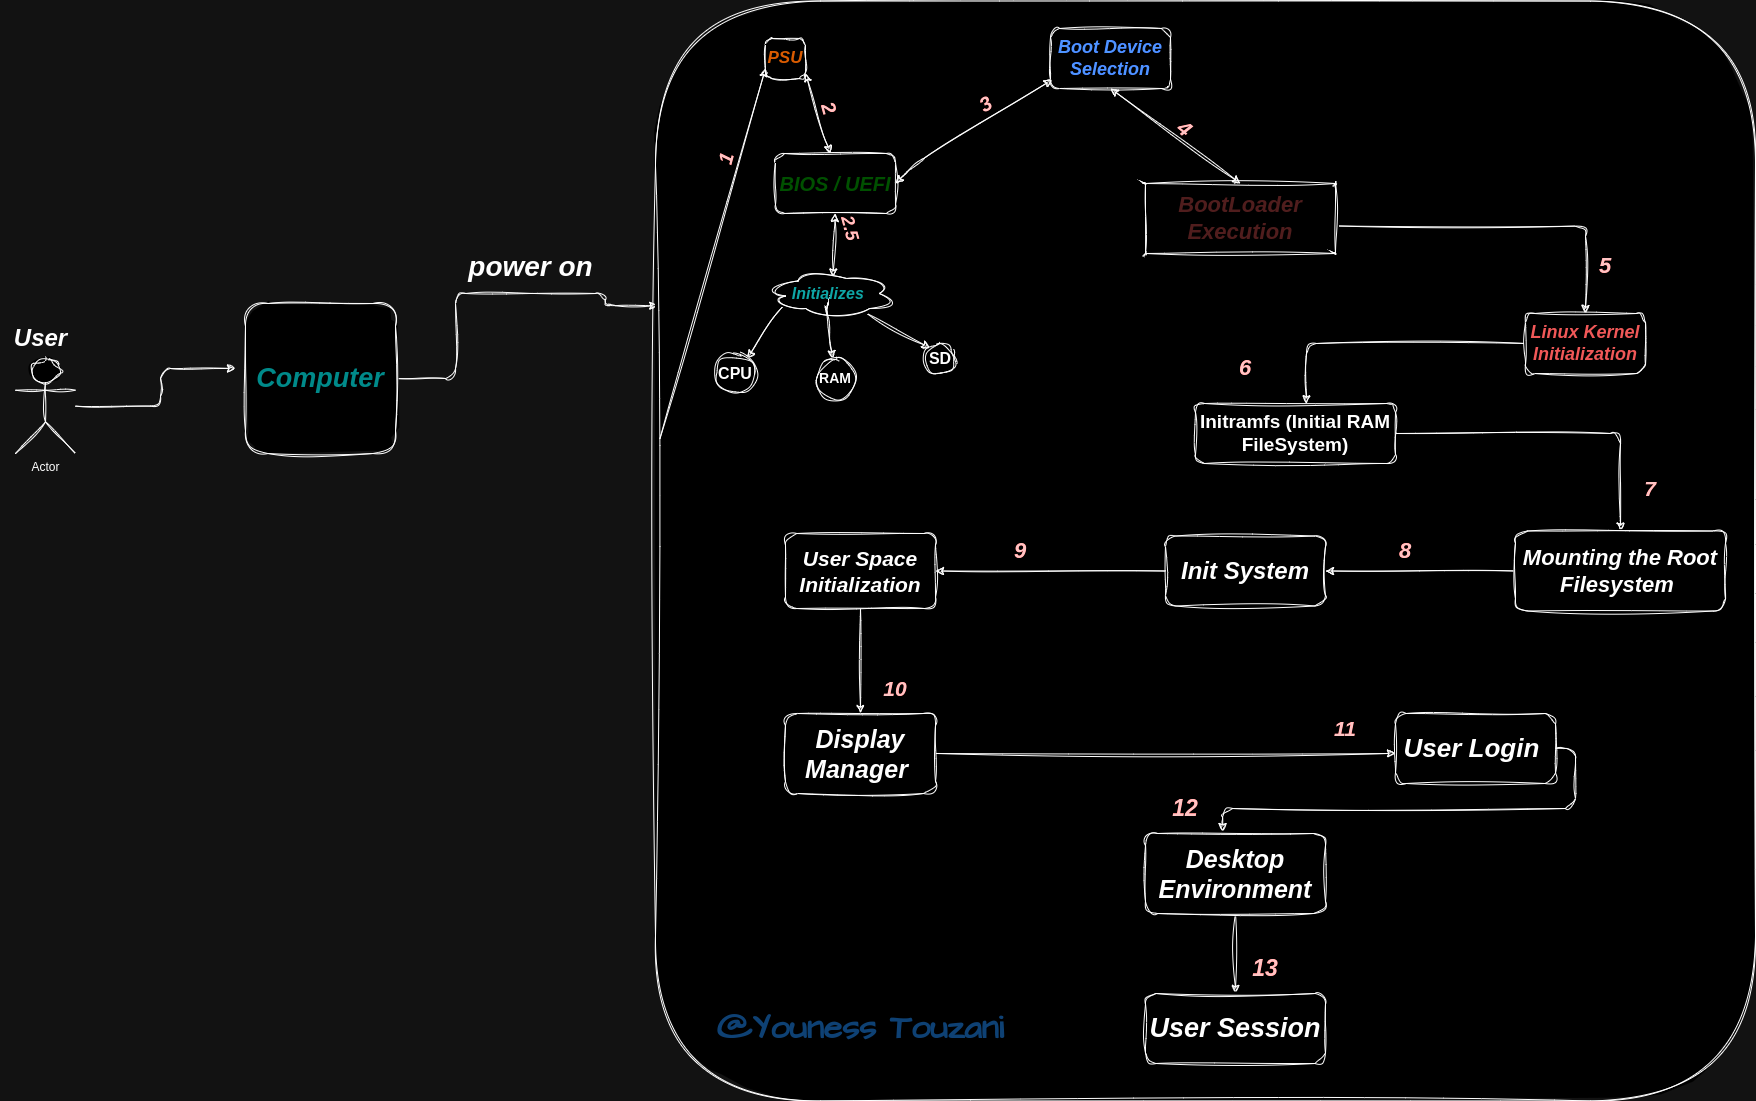 User
Actor
Computer
power on
1
PSU
2
BIOS / UEFI
2.5
Initializes
CPU
RAM
SD
3
Boot Device
Selection
4
BootLoader
Execution
5
Linux Kernel
Initialization
6
Initramfs (Initial RAM
FileSystem)
7
Mounting the Root
Filesystem
8
Init System
9
User Space
Initialization
10
Display
Manager
11
User Login
12
Desktop
Environment
13
User Session
@Youness Touzani